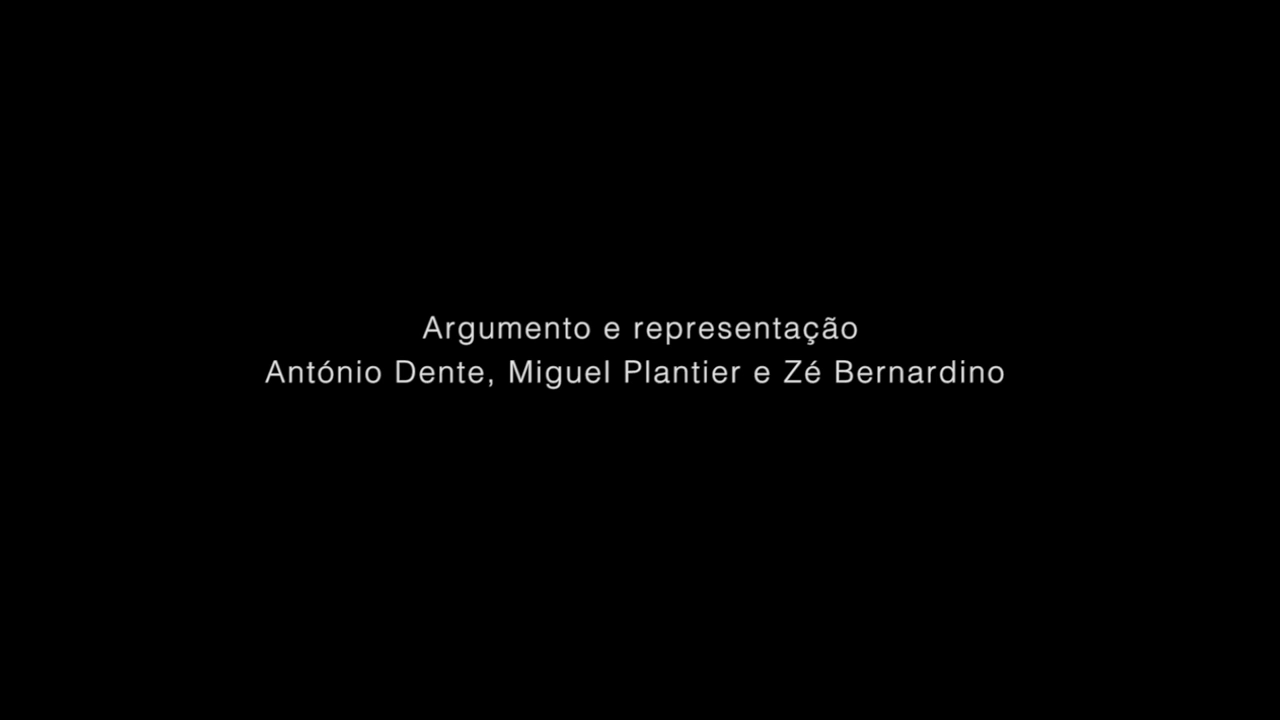 Argumento e representação
António Dente, Miguel Plantier e Zé Bernardino